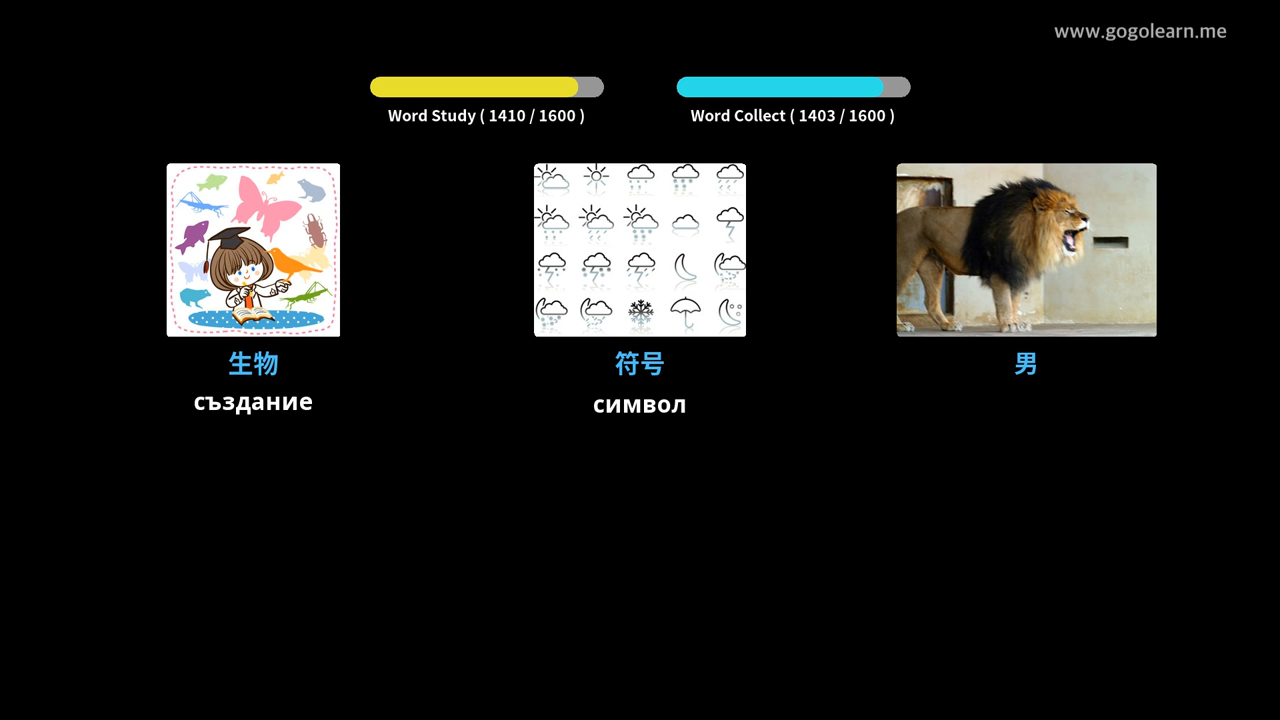 www.gogolearn.me
Word Study ( 1410 / 1600 )
Word Collect ( 1403 / 1600 )
生物
符号
男
създание
символ